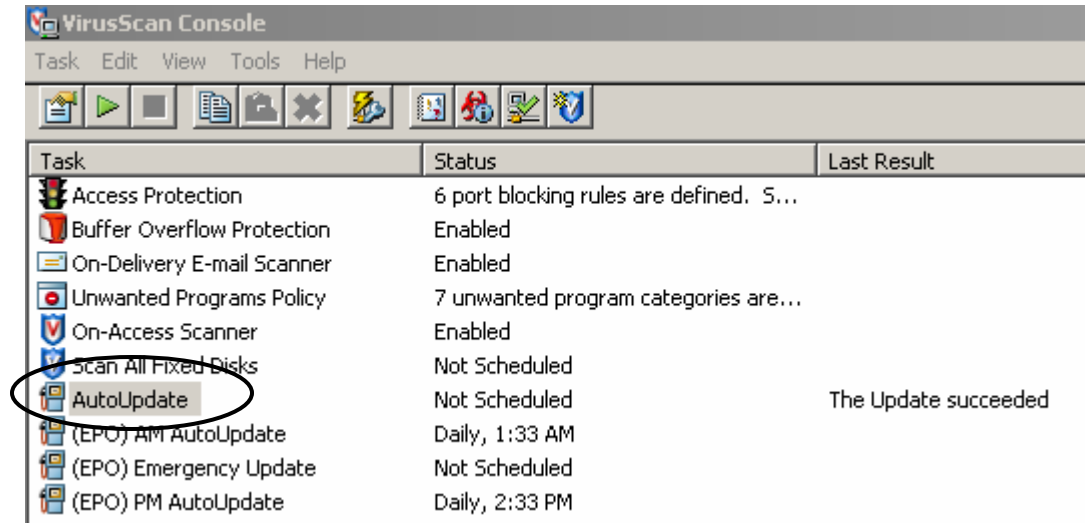 VirusScan Console
Task Edit View Tools Help
Task Status Last Result
Access Protection 6 port blocking rules are defined. S...
Buffer Overflow Protection Enabled
On-Delivery E-mail Scanner Enabled
Unwanted Programs Policy 7 unwanted program categories are...
On-Access Scanner Enabled
Scan All Fixed Disks Not Scheduled
AutoUpdate Not Scheduled The Update succeeded
(EPO) AM AutoUpdate Daily, 1:33 AM
(EPO) Emergency Update Not Scheduled
(EPO) PM AutoUpdate Daily, 2:33 PM